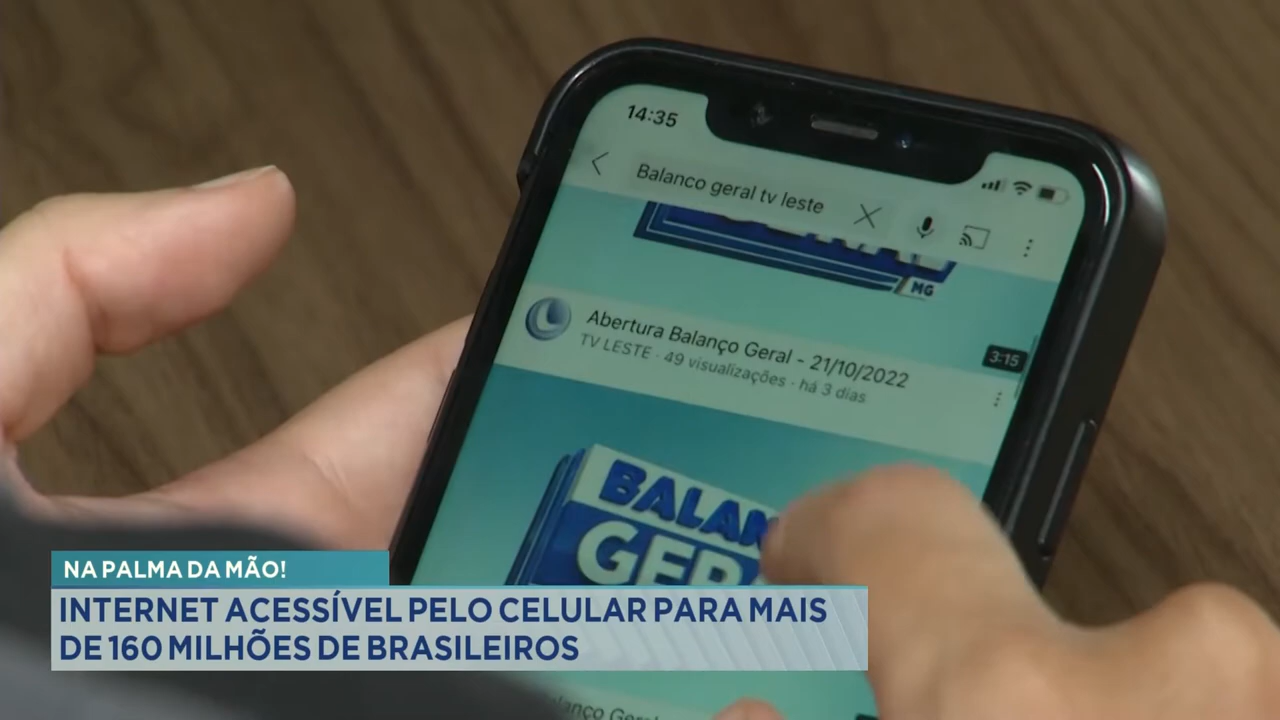 14:35
Balanco geral tv leste
MG
3:15
Abertura Balanço Geral - 21/10/2022
TV LESTE · 49 visualizações · há 3 dias
BALAN
GER
NA PALMA DA MÃO!
INTERNET ACESSÍVEL PELO CELULAR PARA MAIS
DE 160 MILHÕES DE BRASILEIROS